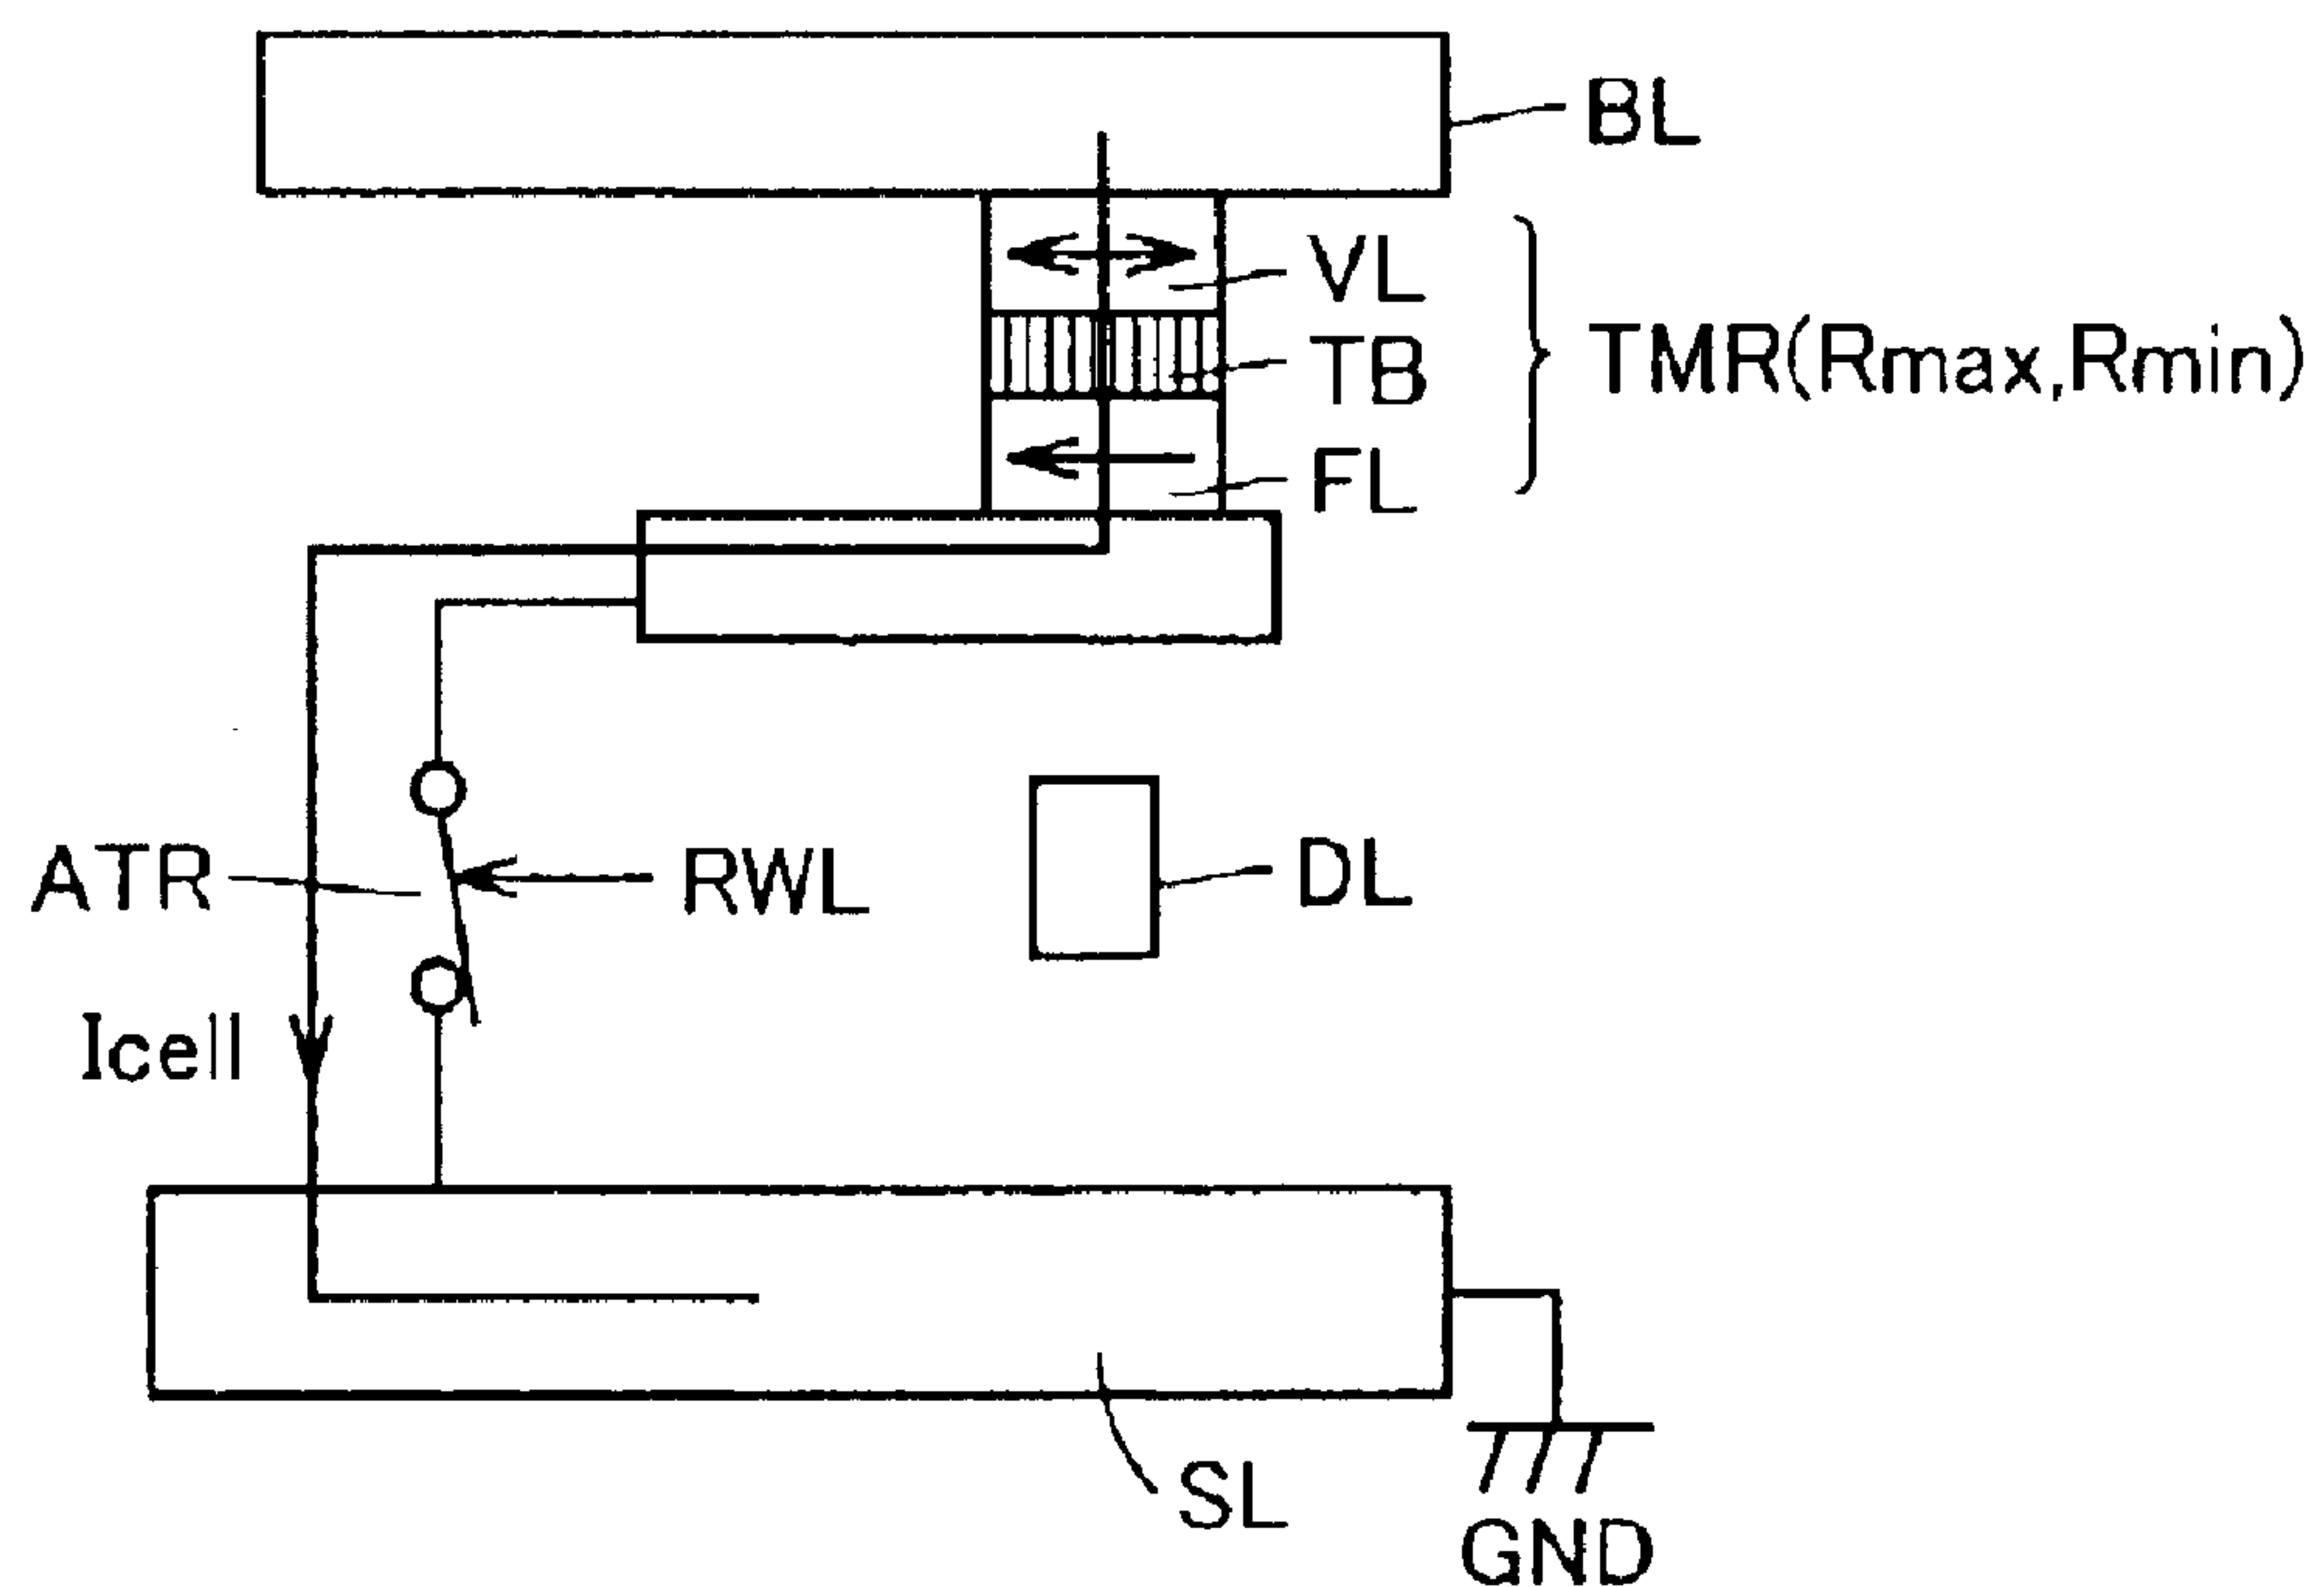 BL
VL
TB
TMR(Rmax,Rmin)
FL
ATR
RWL
DL
Icell
SL
GND